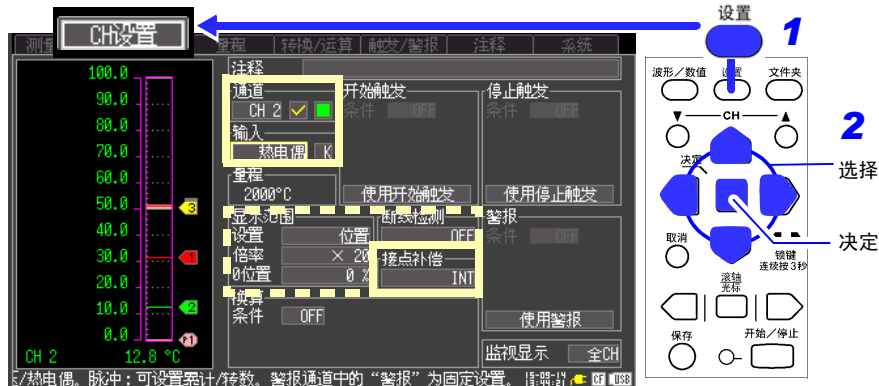 设置
1
CH设置
测量
量程 转换/运算 触发/警报 注释 系统
波形／数值 设置 文件夹
注释
通道 开始触发 停止触发
CH 2 条件 OFF 条件 OFF
输入
热电偶 K
量程
2000°C 使用开始触发 使用停止触发
显示范围 断线检测 警报
设置 位置 OFF 条件 OFF
倍率 × 20 接点补偿
0位置 0 % INT
换算
条件 OFF 使用警报
监视显示 全CH
100.0
90.0
80.0
70.0
60.0
50.0
40.0
30.0
20.0
10.0
0.0
3
1
2
P1
CH 2 12.8 °C
/热电偶。脉冲：可设置累计/转数。警报通道中的“警报”为固定设置。 CF USB
CH
2
决定
选择
决定
取消
锁键
连续按3秒
滚轴
光标
保存 开始／停止